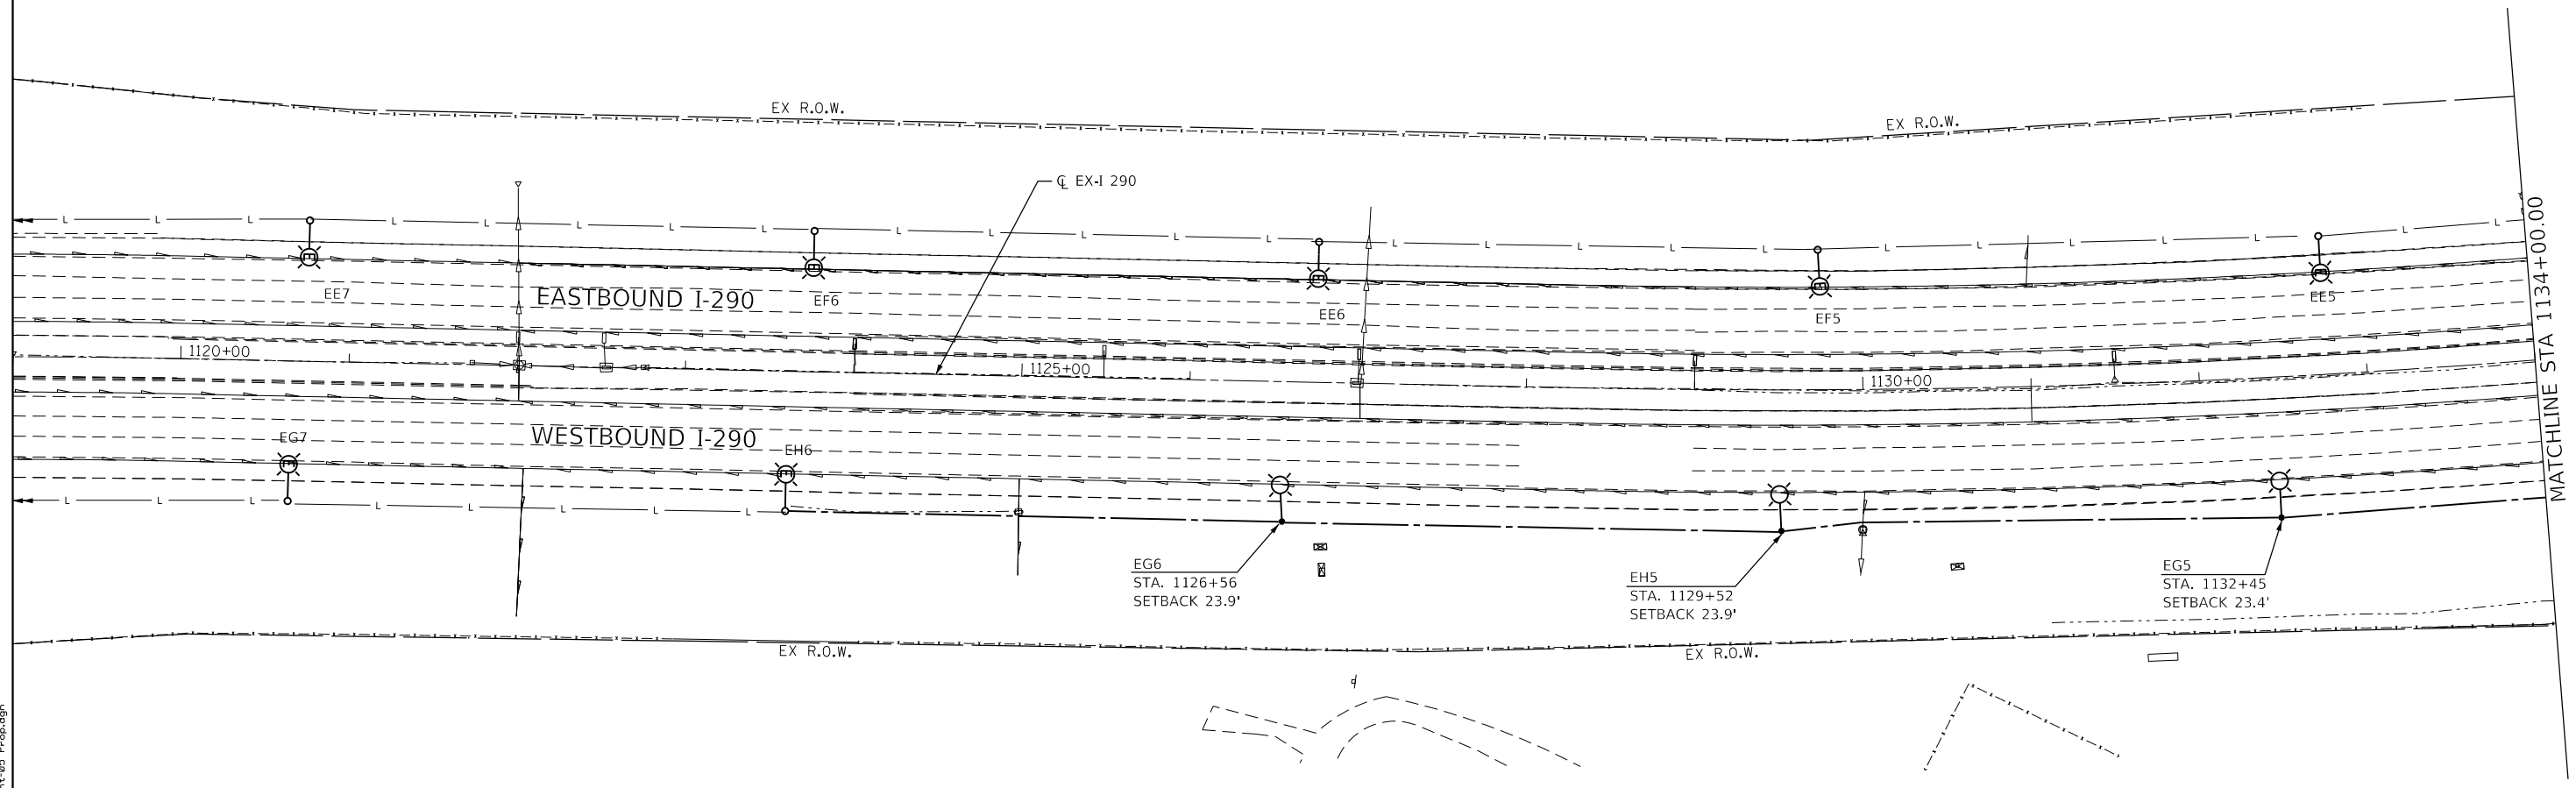 EX R.O.W.
EX R.O.W.
℄ EX-I 290
L L L L L L L L L L L L L L L L L L L L L L L L L
EE7
EF6
EE6
EF5
EE5
EASTBOUND I-290
1120+00
1125+00
1130+00
WESTBOUND I-290
EG7
EH6
EG6
STA. 1126+56
SETBACK 23.9'
EH5
STA. 1129+52
SETBACK 23.9'
EG5
STA. 1132+45
SETBACK 23.4'
L L L L L L L L
EX R.O.W.
EX R.O.W.
MATCHLINE STA 1134+00.00